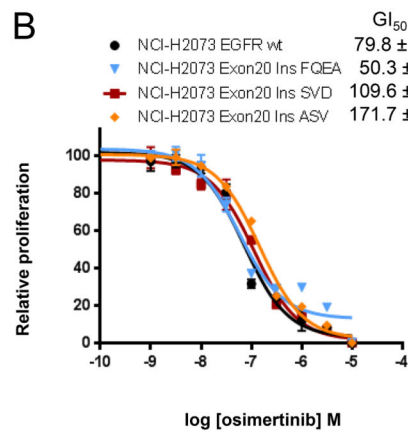 B
GI50
NCI-H2073 EGFR wt 79.8 ±
NCI-H2073 Exon20 Ins FQEA 50.3 ±
NCI-H2073 Exon20 Ins SVD 109.6 ±
NCI-H2073 Exon20 Ins ASV 171.7 ±
Relative proliferation
100
80
60
40
20
0
-10 -9 -8 -7 -6 -5 -4
log [osimertinib] M